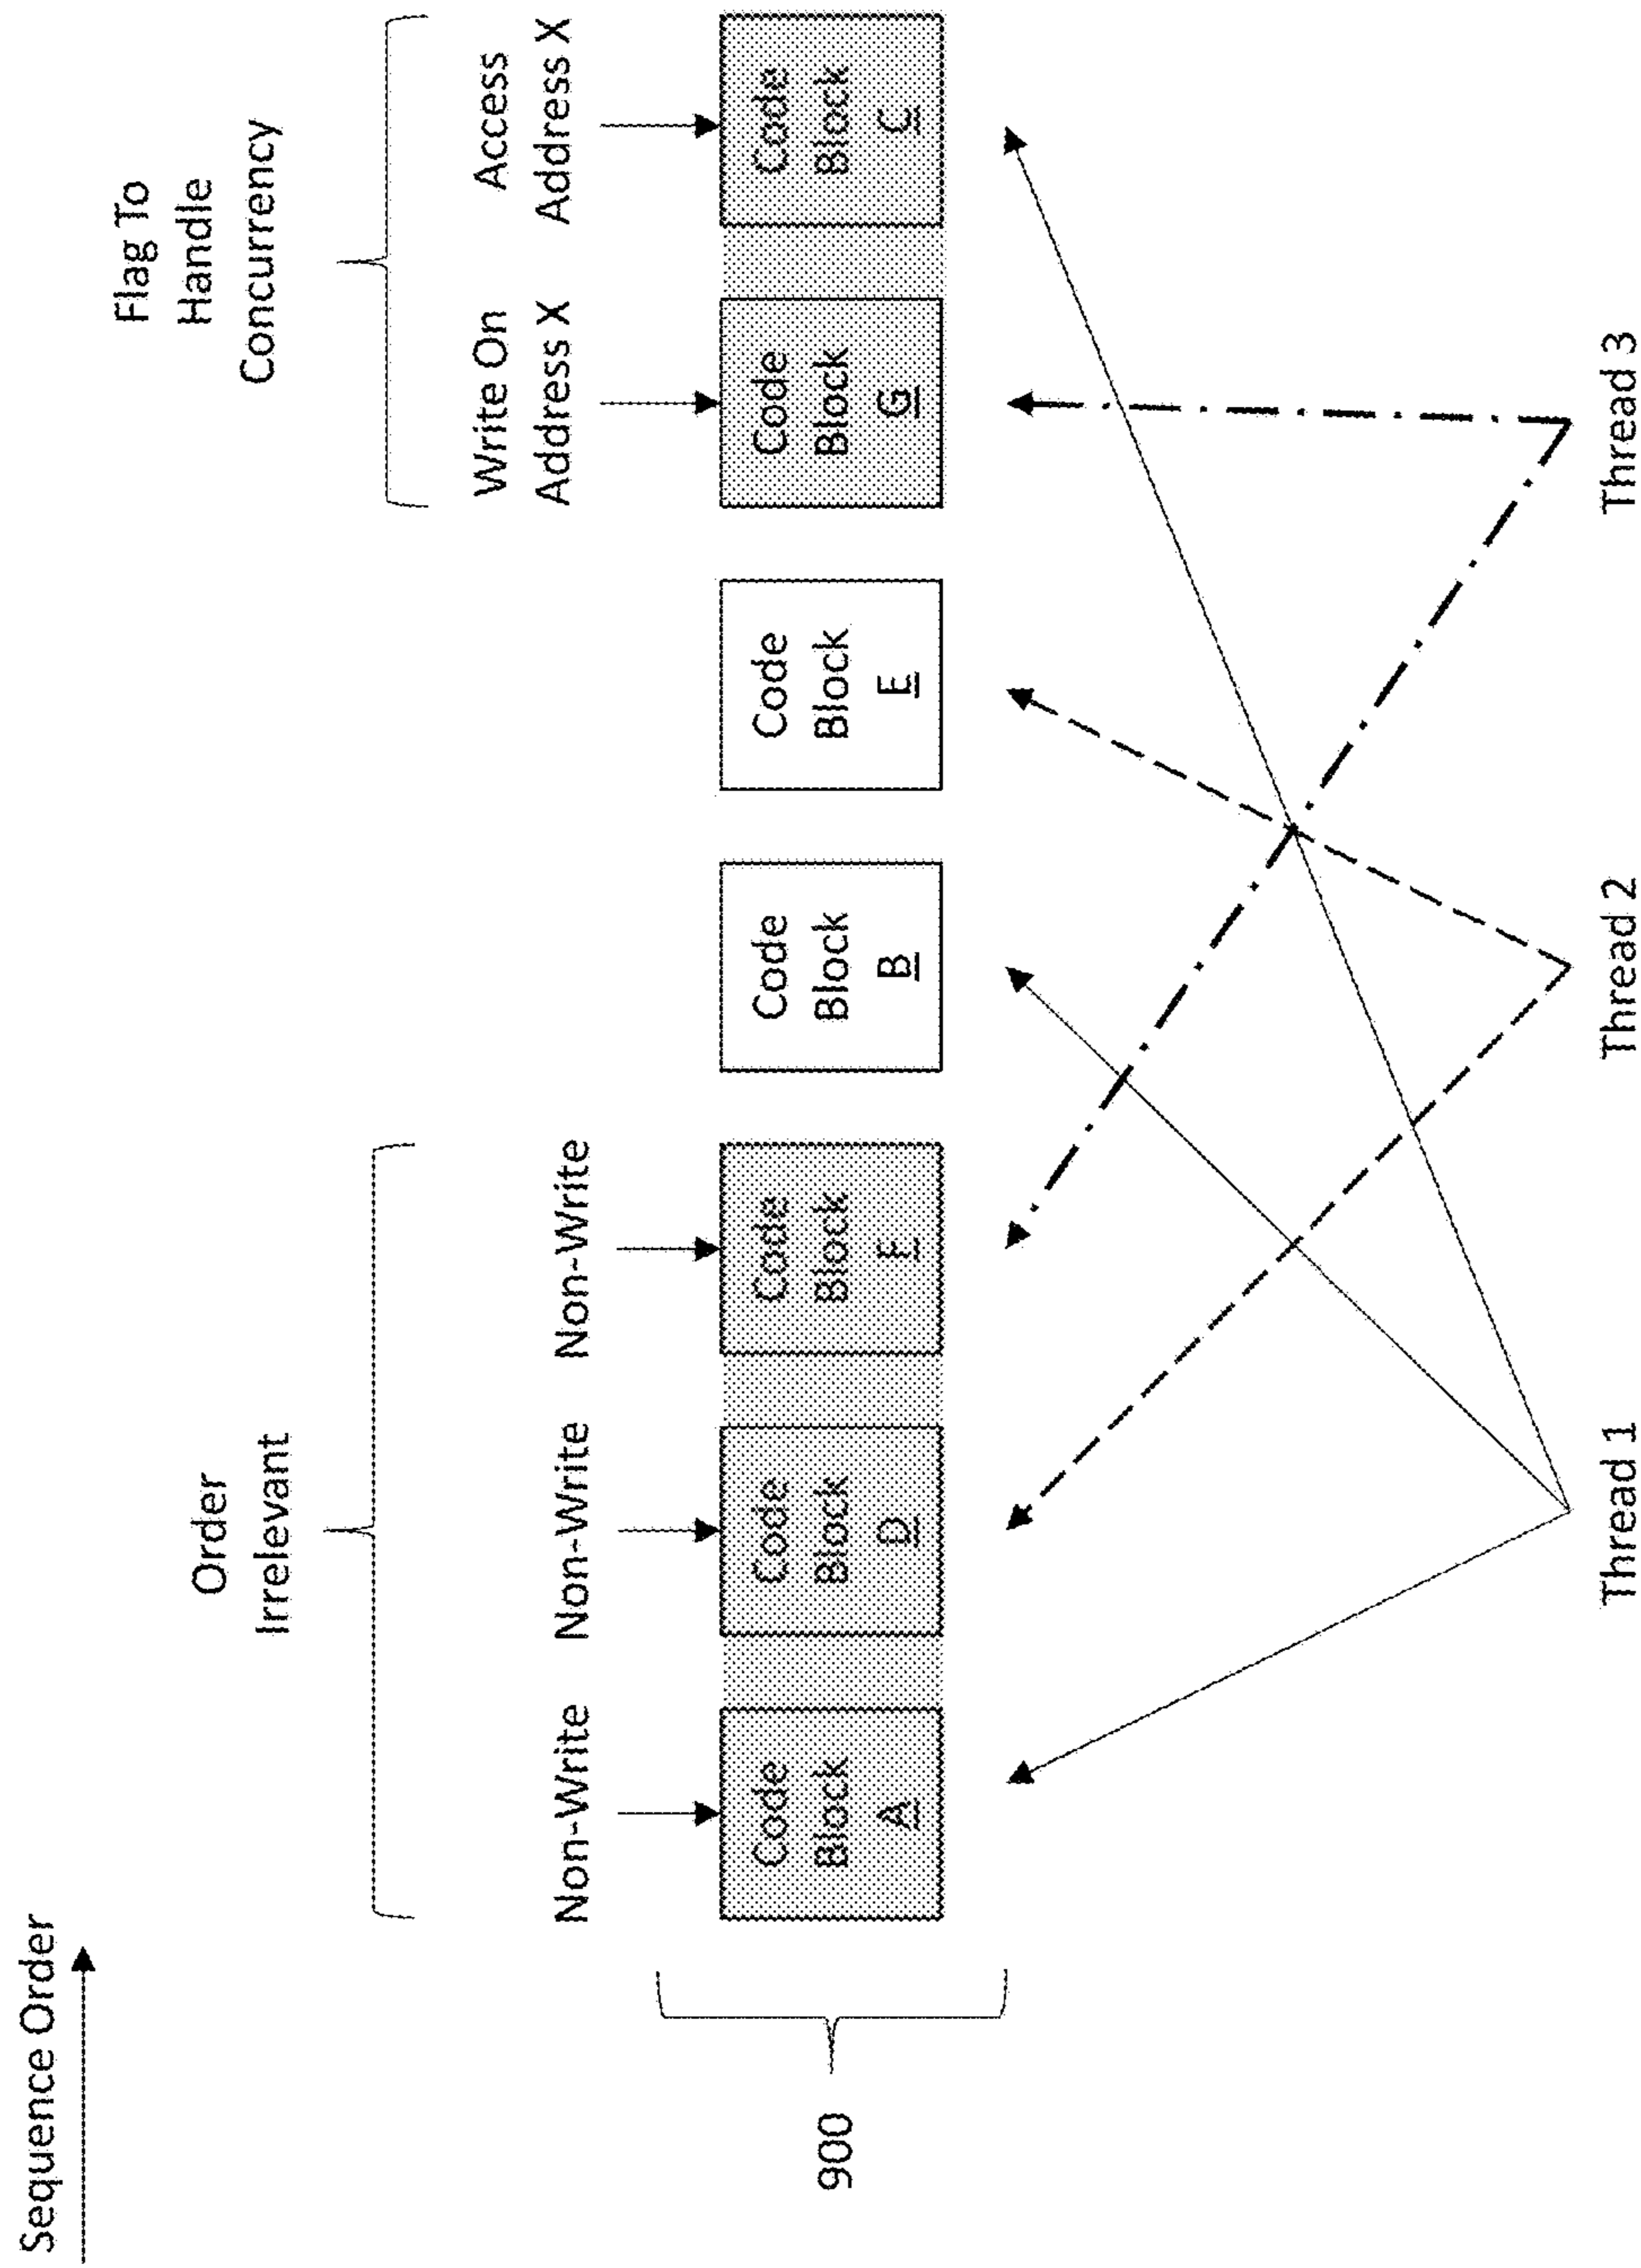 Sequence Order
Order
Irrelevant
Flag To
Handle
Concurrency
Non-Write
Non-Write
Non-Write
Write On
Address X
Access
Address X
900
Code
Block
A
Code
Block
D
Code
Block
F
Code
Block
B
Code
Block
E
Code
Block
G
Code
Block
C
Thread 1
Thread 2
Thread 3